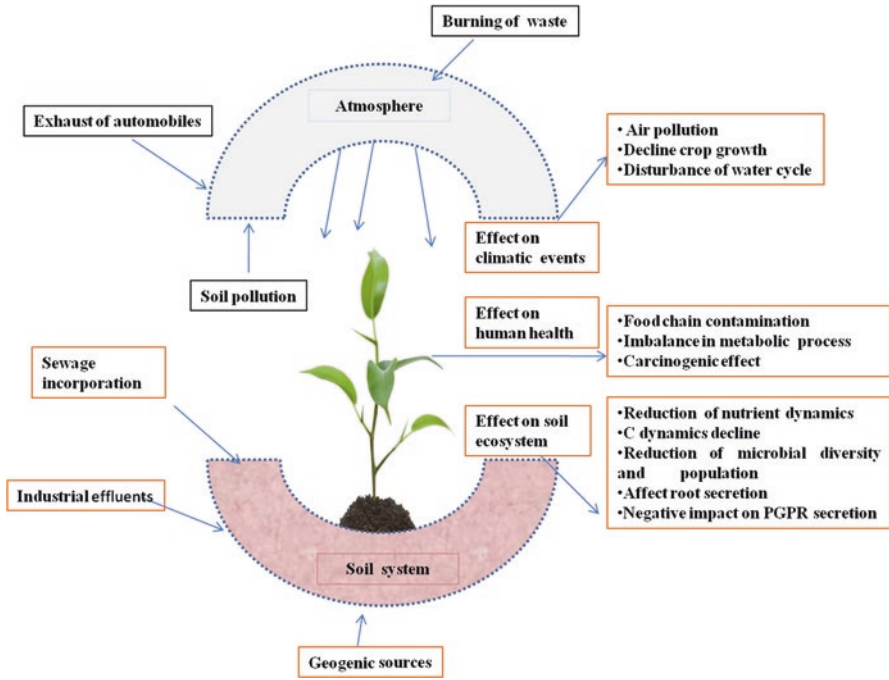 Burning of waste
Atmosphere
Exhaust of automobiles
• Air pollution
•Decline crop growth
•Disturbance of water cycle
Effect on
climatic events
Soil pollution
Effect on
human health
•Food chain contamination
•Imbalance in metabolic process
•Carcinogenic effect
Sewage
incorporation
Effect on soil
ecosystem
•Reduction of nutrient dynamics
•C dynamics decline
•Reduction of microbial diversity
and population
•Affect root secretion
•Negative impact on PGPR secretion
Industrial effluents
Soil system
Geogenic sources